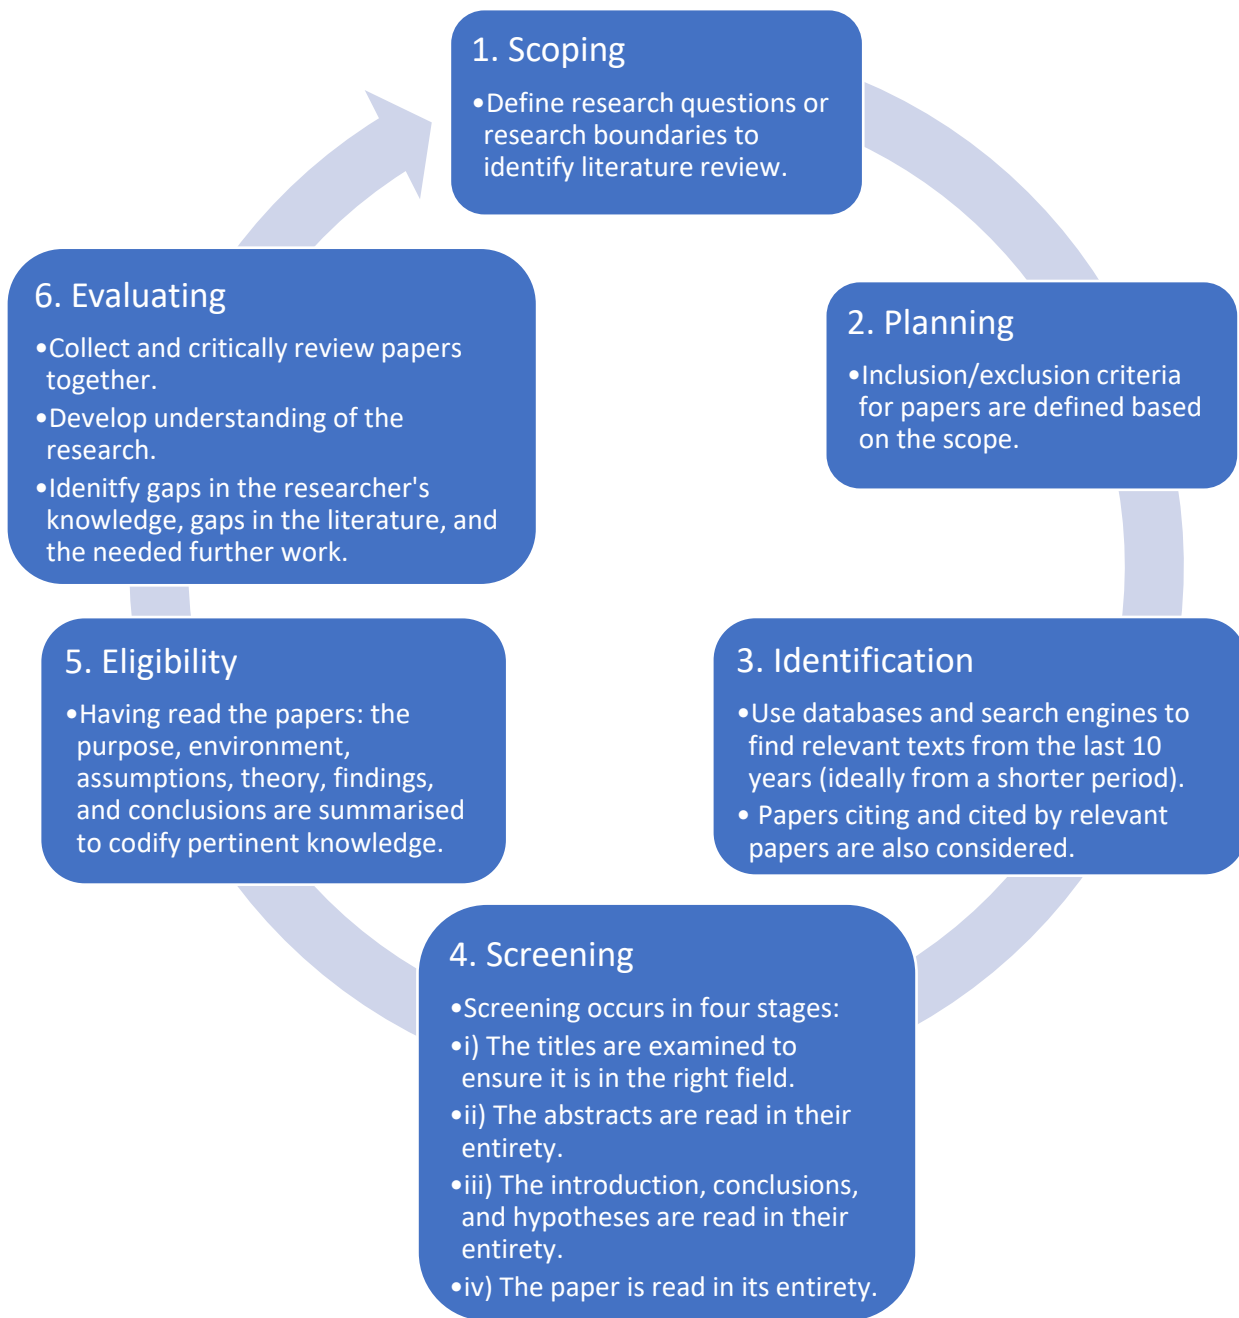 1. Scoping
•Define research questions or
research boundaries to
identify literature review.
2. Planning
•Inclusion/exclusion criteria
for papers are defined based
on the scope.
3. Identification
•Use databases and search engines to
find relevant texts from the last 10
years (ideally from a shorter period).
• Papers citing and cited by relevant
papers are also considered.
4. Screening
•Screening occurs in four stages:
•i) The titles are examined to
ensure it is in the right field.
•ii) The abstracts are read in their
entirety.
•iii) The introduction, conclusions,
and hypotheses are read in their
entirety.
•iv) The paper is read in its entirety.
5. Eligibility
•Having read the papers: the
purpose, environment,
assumptions, theory, findings,
and conclusions are summarised
to codify pertinent knowledge.
6. Evaluating
•Collect and critically review papers
together.
•Develop understanding of the
research.
•Idenitfy gaps in the researcher's
knowledge, gaps in the literature, and
the needed further work.